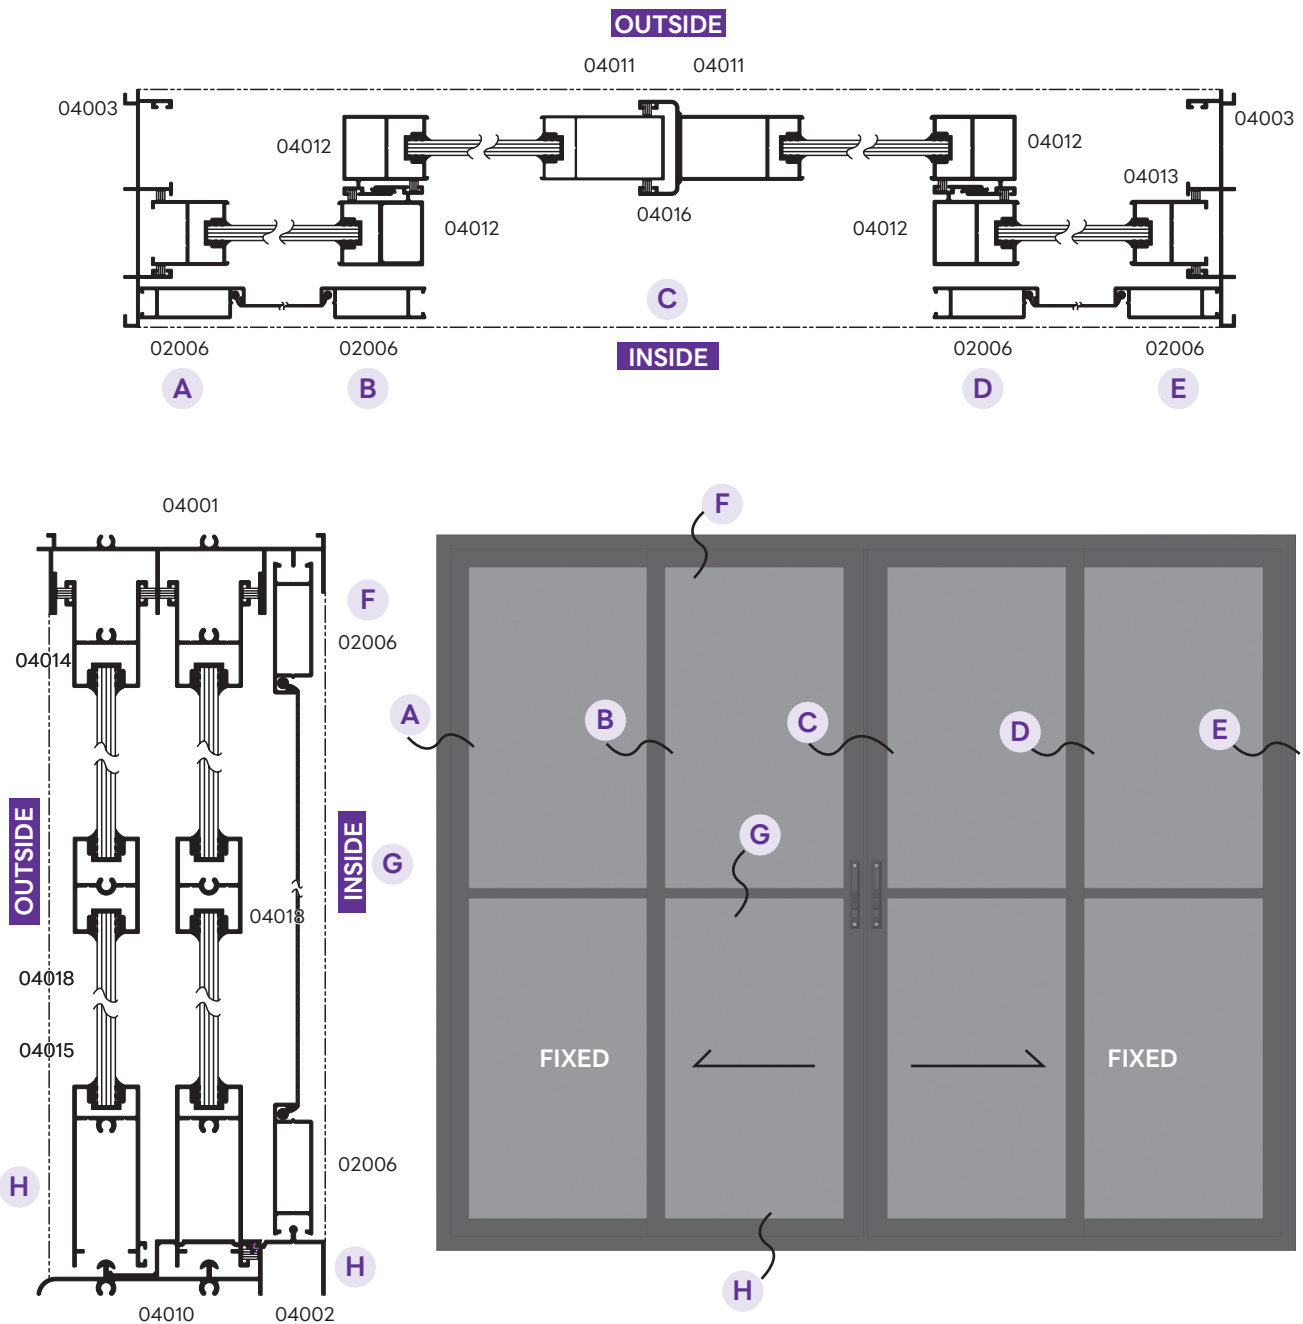 OUTSIDE
04011 04011
04003 04003
04012 04012
04013
04016
04012 04012
C
02006 02006 INSIDE 02006 02006
A B D E
04001
F
F
02006
04014
A B C D E
OUTSIDE INSIDE G
G
04018
04018
04015
FIXED FIXED
02006
H
H
H
04010 04002